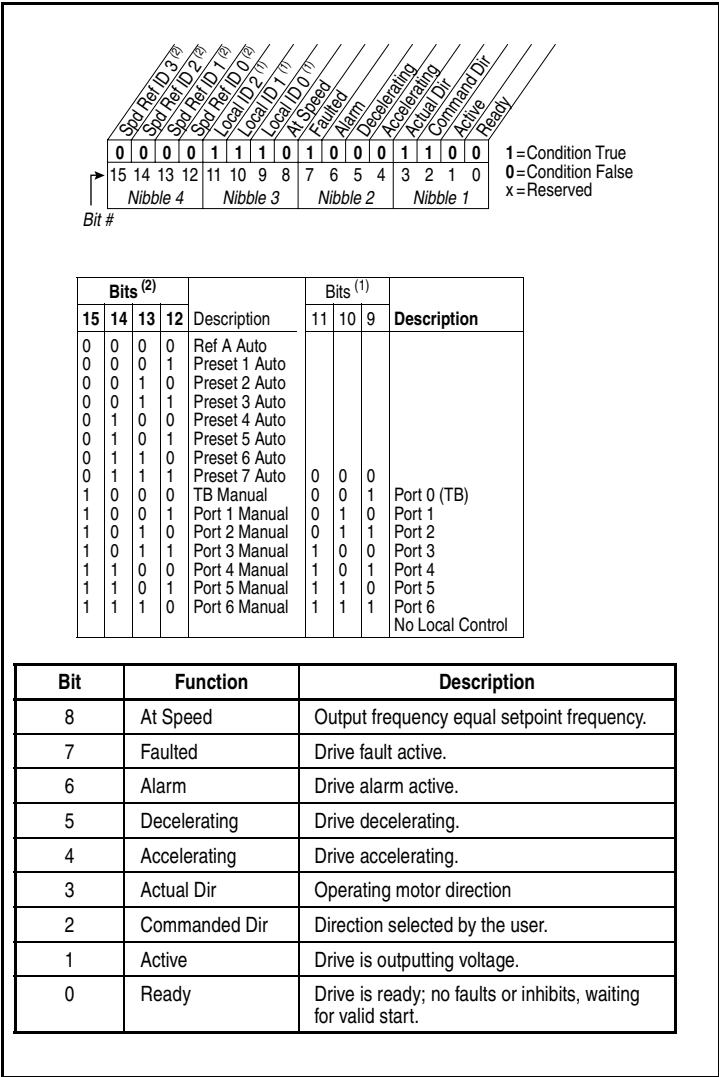 Spd Ref ID 3 (2)
Spd Ref ID 2 (2)
Spd Ref ID 1 (2)
Spd Ref ID 0 (2)
Local ID 2 (1)
Local ID 1 (1)
Local ID 0 (1)
At Speed
Faulted
Alarm
Decelerating
Accelerating
Actual Dir
Command Dir
Active
Ready
0 0 0 0 1 1 1 0 1 0 0 0 1 1 0 0
15 14 13 12 11 10 9 8 7 6 5 4 3 2 1 0
Nibble 4 Nibble 3 Nibble 2 Nibble 1
Bit #
1=Condition True
0=Condition False
x=Reserved
Bits (2) Bits (1)
15 14 13 12 Description 11 10 9 Description
0 0 0 0 Ref A Auto
0 0 0 1 Preset 1 Auto
0 0 1 0 Preset 2 Auto
0 0 1 1 Preset 3 Auto
0 1 0 0 Preset 4 Auto
0 1 0 1 Preset 5 Auto
0 1 1 0 Preset 6 Auto
0 1 1 1 Preset 7 Auto 0 0 0
1 0 0 0 TB Manual 0 0 1 Port 0 (TB)
1 0 0 1 Port 1 Manual 0 1 0 Port 1
1 0 1 0 Port 2 Manual 0 1 1 Port 2
1 0 1 1 Port 3 Manual 1 0 0 Port 3
1 1 0 0 Port 4 Manual 1 0 1 Port 4
1 1 0 1 Port 5 Manual 1 1 0 Port 5
1 1 1 0 Port 6 Manual 1 1 1 Port 6
No Local Control
Bit Function Description
8 At Speed Output frequency equal setpoint frequency.
7 Faulted Drive fault active.
6 Alarm Drive alarm active.
5 Decelerating Drive decelerating.
4 Accelerating Drive accelerating.
3 Actual Dir Operating motor direction
2 Commanded Dir Direction selected by the user.
1 Active Drive is outputting voltage.
0 Ready Drive is ready; no faults or inhibits, waiting
for valid start.